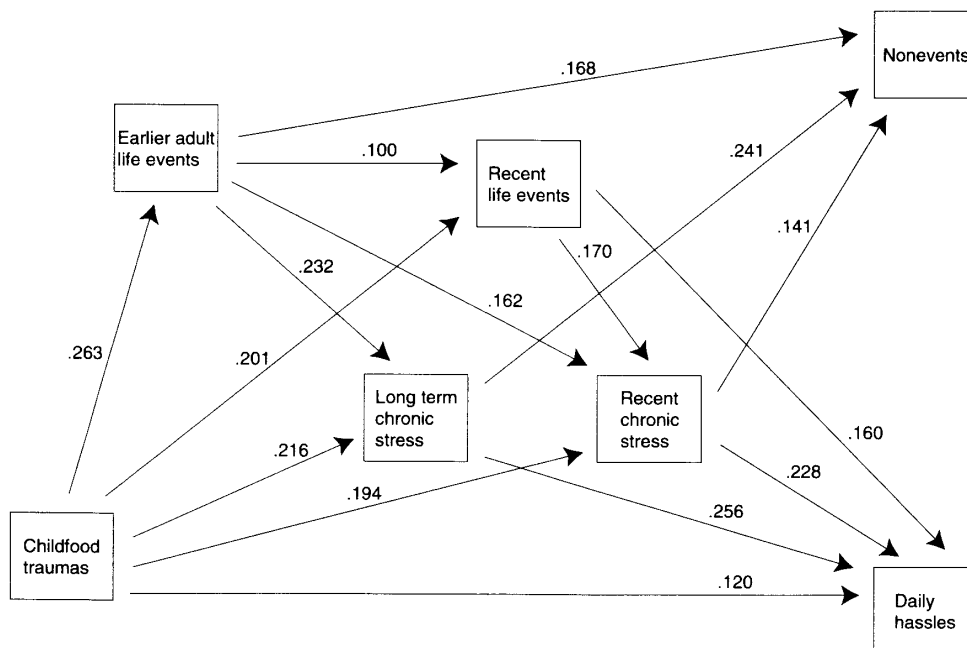 Nonevents
.168
Earlier adult
life events
.100
.241
Recent
life events
.141
.170
.232
.162
.263
.201
Long term
chronic
stress
Recent
chronic
stress
.160
.216
.228
.194
.256
Childfood
traumas
.120
Daily
hassles